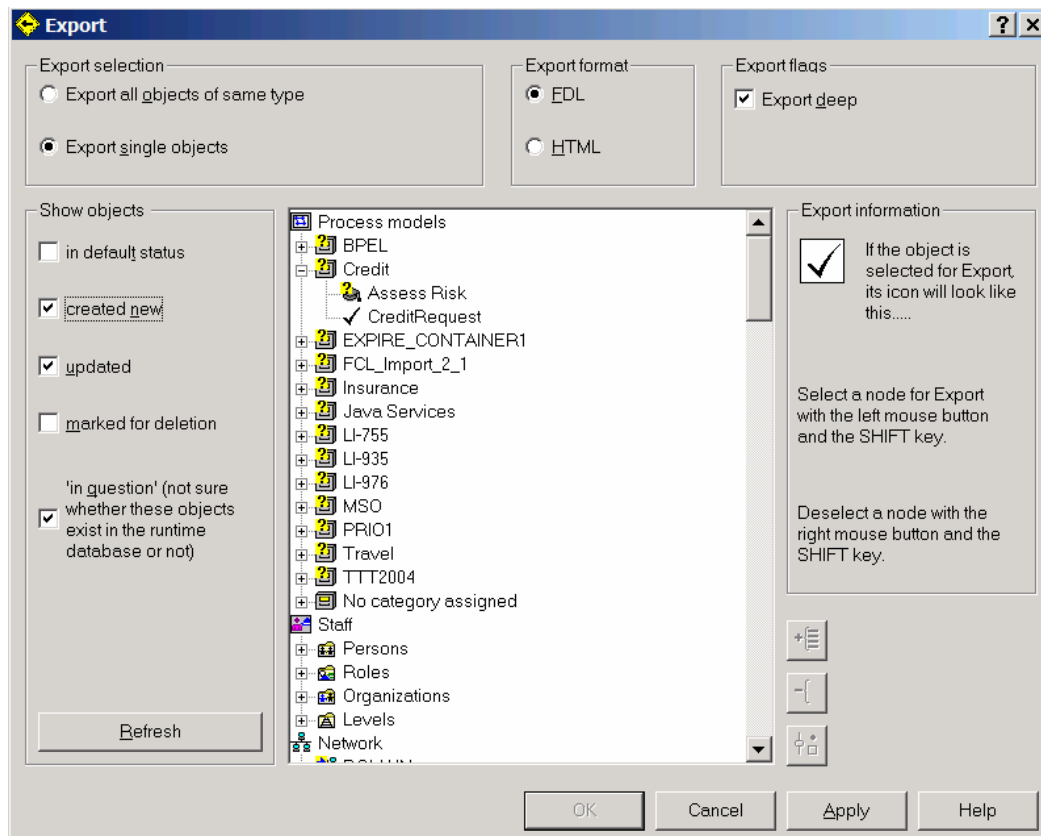 Export
Export selection
Export all objects of same type
Export single objects
Export format
FDL
HTML
Export flags
Export deep
Show objects
in default status
created new
updated
marked for deletion
'in question' (not sure
whether these objects
exist in the runtime
database or not)
Refresh
Process models
BPEL
Credit
Assess Risk
CreditRequest
EXPIRE_CONTAINER1
FCL_Import_2_1
Insurance
Java Services
LI-755
LI-935
LI-976
MSO
PRIO1
Travel
TTT2004
No category assigned
Staff
Persons
Roles
Organizations
Levels
Network
Export information
If the object is
selected for Export,
its icon will look like
this.....
Select a node for Export
with the left mouse button
and the SHIFT key.
Deselect a node with the
right mouse button and the
SHIFT key.
OK
Cancel
Apply
Help